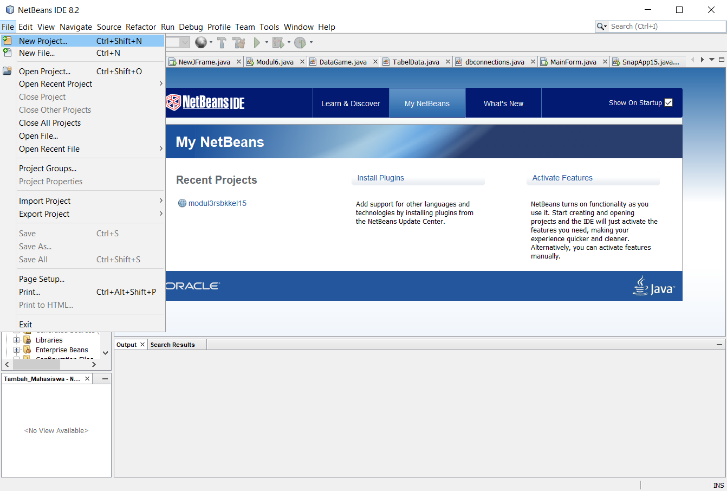 NetBeans IDE 8.2
File Edit View Navigate Source Refactor Run Debug Profile Team Tools Window Help
Search (Ctrl+I)
New Project... Ctrl+Shift+N
New File... Ctrl+N
Open Project... Ctrl+Shift+O
Open Recent Project
Close Project
Close Other Projects
Close All Projects
Open File...
Open Recent File
Project Groups...
Project Properties
Import Project
Export Project
Save Ctrl+S
Save As...
Save All Ctrl+Shift+S
Page Setup...
Print... Ctrl+Alt+Shift+P
Print to HTML...
Exit
NewJFrame.java Modul6.java DataGame.java TabelData.java dbconnections.java MainForm.java SnapApp15.java...
NetBeans IDE
Learn & Discover My NetBeans What's New Show On Startup
My NetBeans
Recent Projects
modul3rsbkkel15
Install Plugins
Add support for other languages and
technologies by installing plugins from
the NetBeans Update Center.
Activate Features
NetBeans turns on functionality as you
use it. Start creating and opening
projects and the IDE will just activate the
features you need, making your
experience quicker and cleaner.
Alternatively, you can activate features
manually.
ORACLE
Java
Libraries
Enterprise Beans
Tambah_Mahasiswa - N...
<No View Available>
Output Search Results
INS